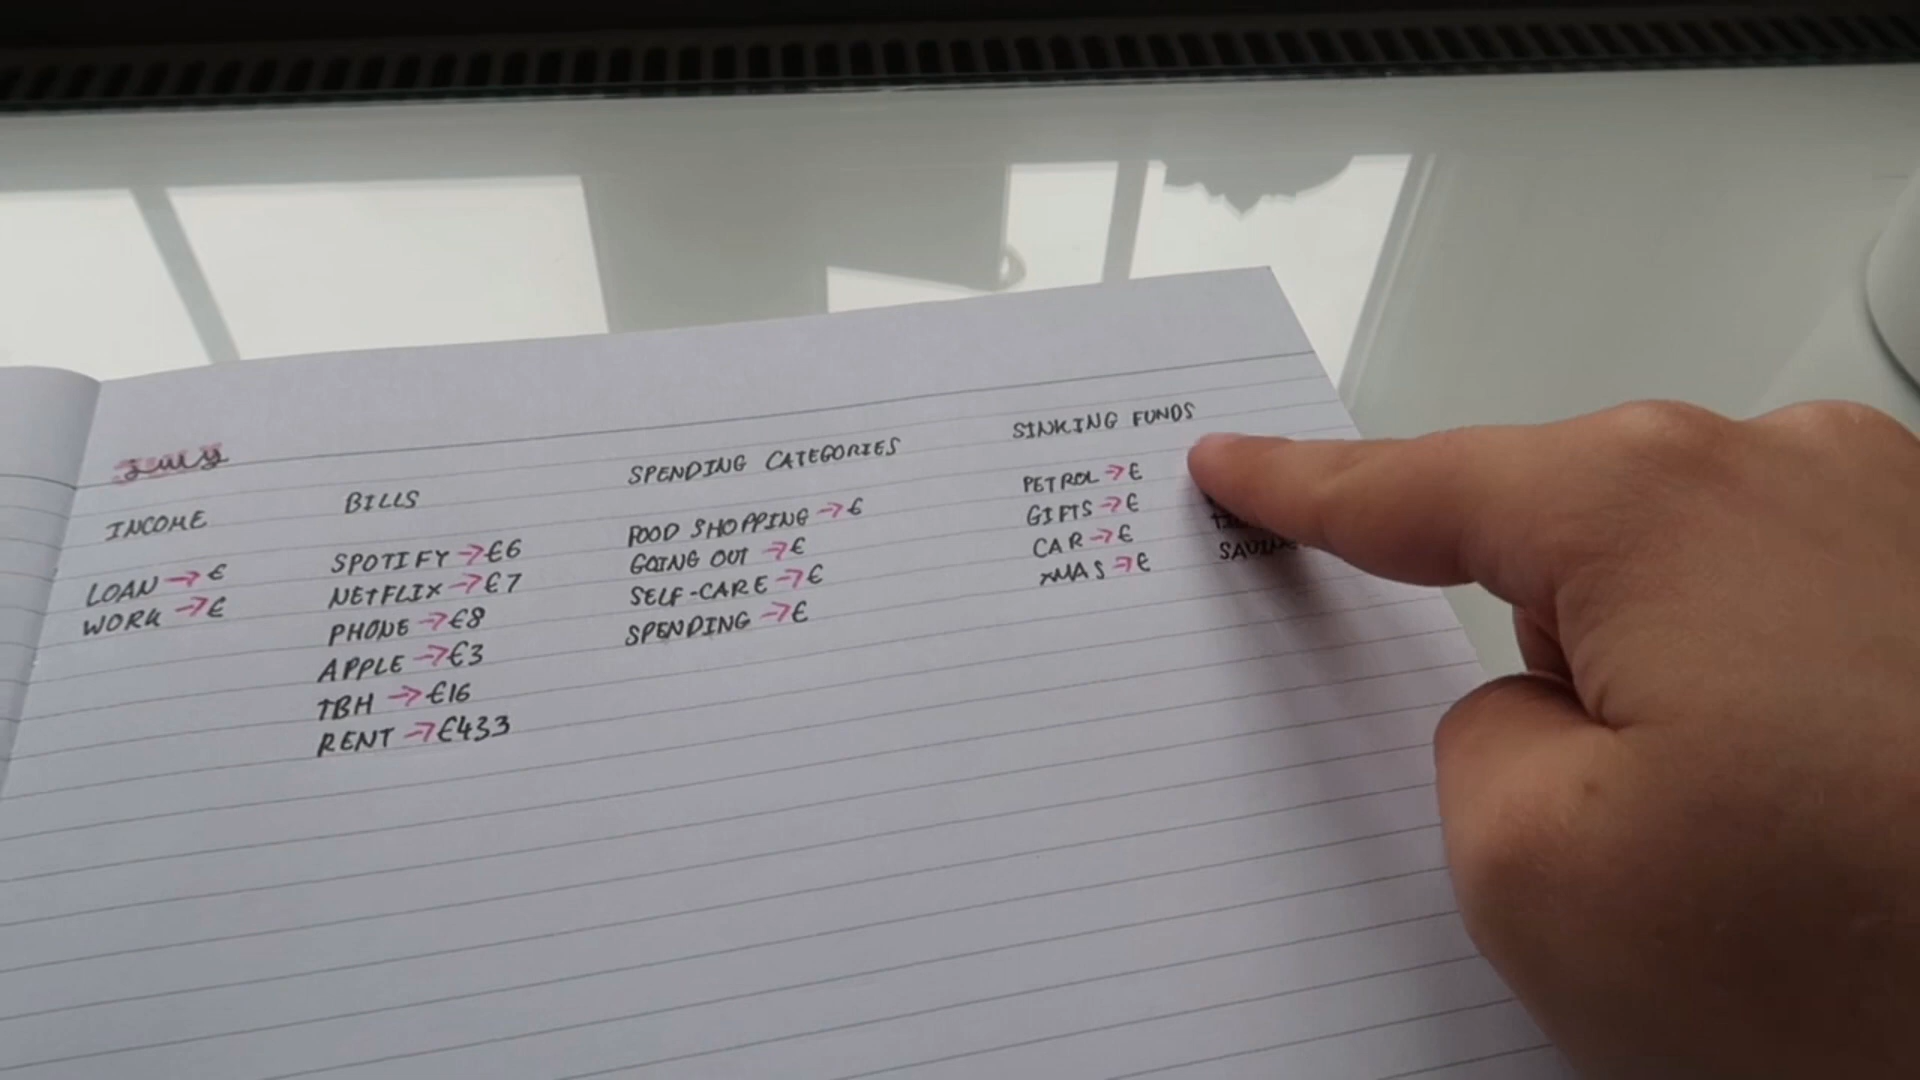 July
INCOME
LOAN → €
WORK → €
BILLS
SPOTIFY → €6
NETFLIX → €7
PHONE → €8
APPLE → €3
TBH → €16
RENT → €433
SPENDING CATEGORIES
FOOD SHOPPING → €
GOING OUT → €
SELF-CARE → €
SPENDING → €
SINKING FUNDS
PETROL → €
GIFTS → €
CAR → €
XMAS → €